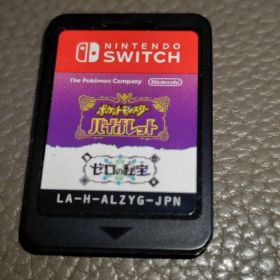 NINTENDO
SWITCH
The Pokémon Company
Nintendo
ポケットモンスター
バイオレット
ゼロの秘宝
LA-H-ALZYG-JPN